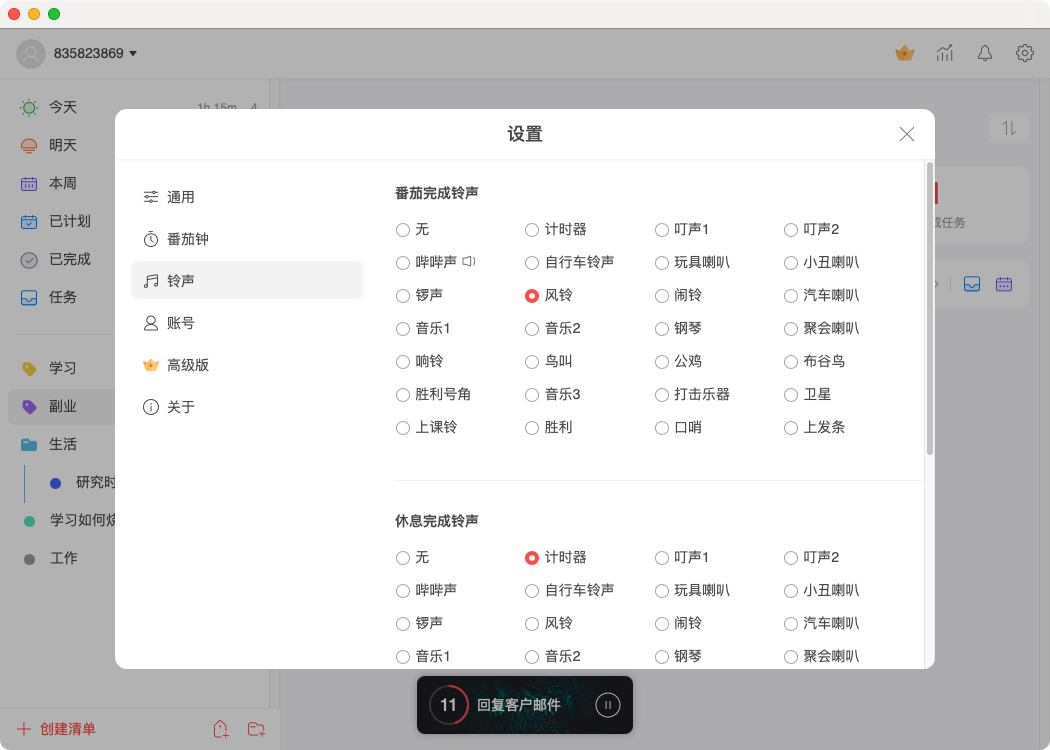 835823869
今天 1h 15m 4
明天
本周
已计划
已完成
任务
学习
副业
生活
研究时
学习如何
工作
创建清单
设置
通用
番茄钟
铃声
账号
高级版
关于
番茄完成铃声
无 计时器 叮声1 叮声2
哔哔声 自行车铃声 玩具喇叭 小丑喇叭
锣声 风铃 闹铃 汽车喇叭
音乐1 音乐2 钢琴 聚会喇叭
响铃 鸟叫 公鸡 布谷鸟
胜利号角 音乐3 打击乐器 卫星
上课铃 胜利 口哨 上发条
休息完成铃声
无 计时器 叮声1 叮声2
哔哔声 自行车铃声 玩具喇叭 小丑喇叭
锣声 风铃 闹铃 汽车喇叭
音乐1 音乐2 钢琴 聚会喇叭
成任务
11 回复客户邮件